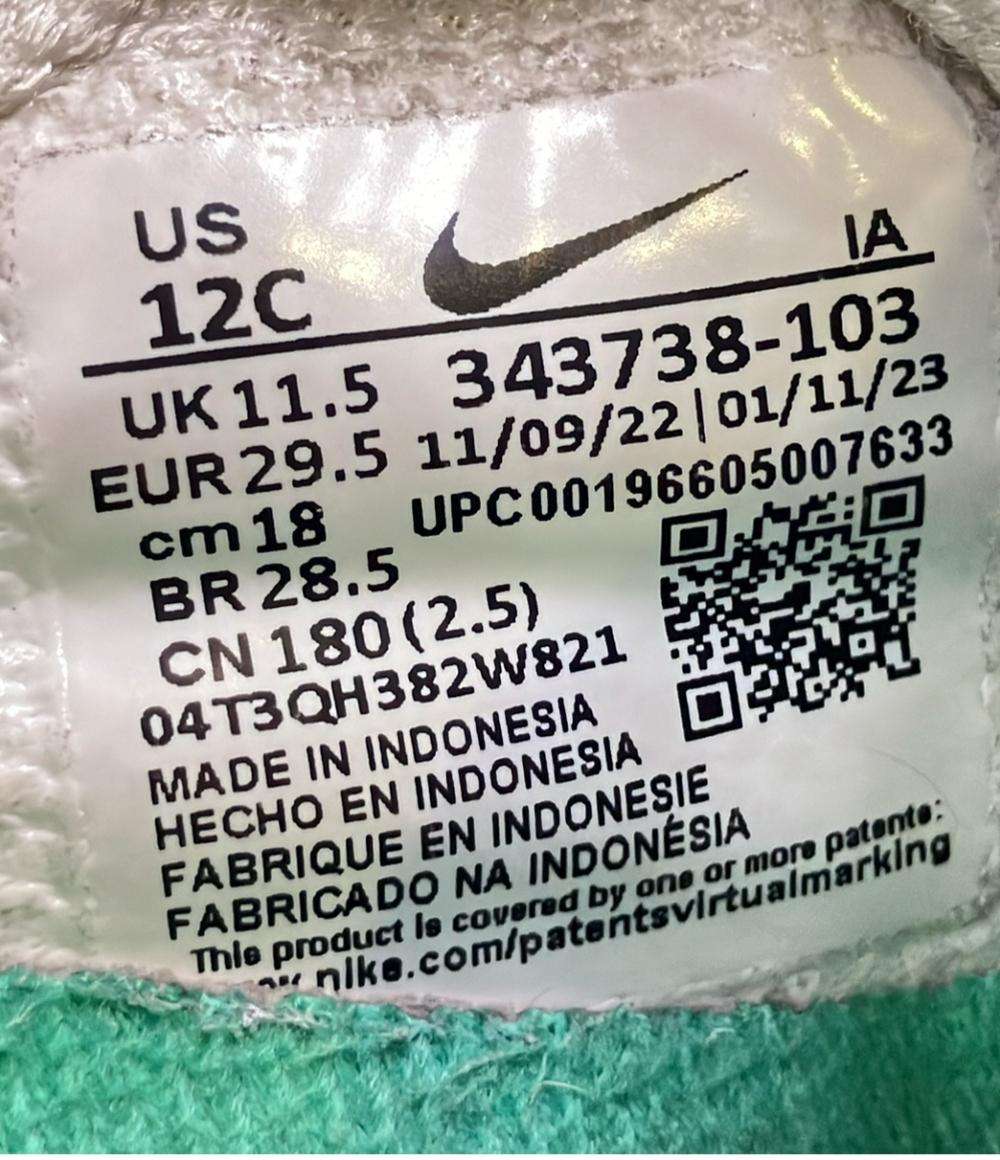 US
12C
IA
UK 11.5 343738-103
EUR 29.5 11/09/22|01/11/23
cm 18 UPC00196605007633
BR 28.5
CN 180 (2.5)
04T3QH382W821
MADE IN INDONESIA
HECHO EN INDONESIA
FABRIQUE EN INDONESIE
FABRICADO NA INDONÉSIA
This product is covered by one or more patents:
nike.com/patentsvirtualmarking